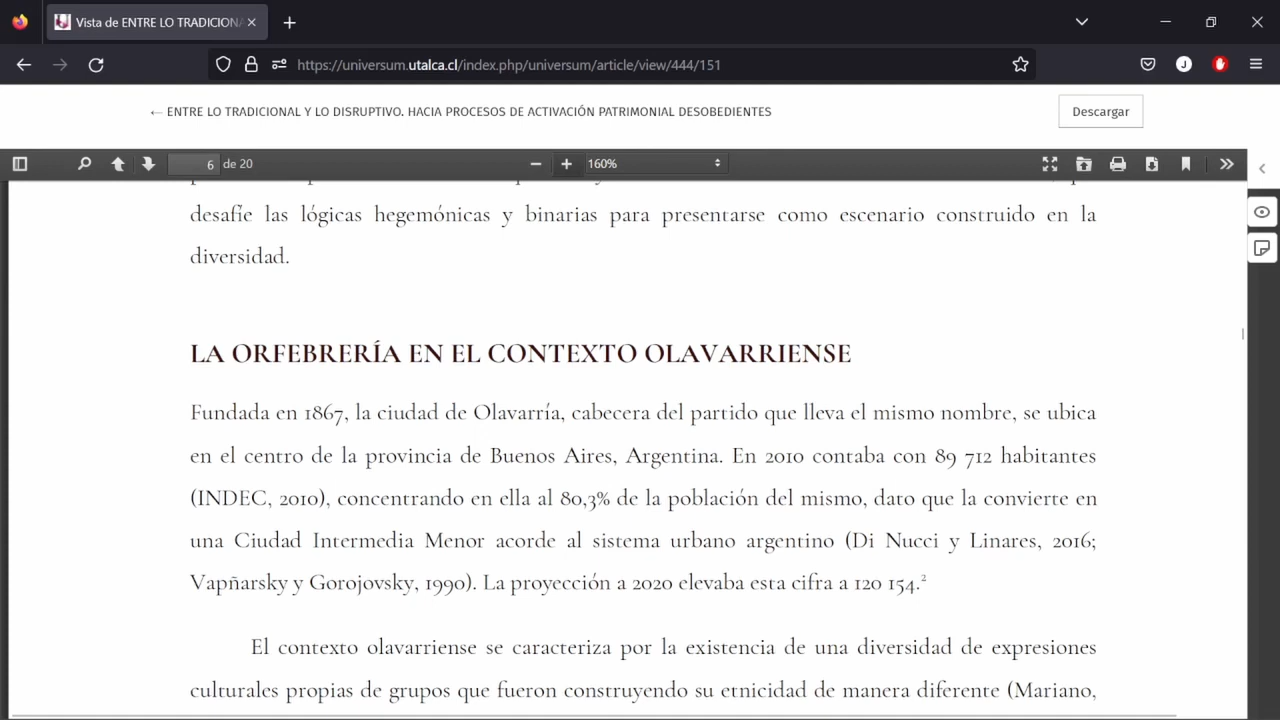 Vista de ENTRE LO TRADICIONA
https://universum.utalca.cl/index.php/universum/article/view/444/151
← ENTRE LO TRADICIONAL Y LO DISRUPTIVO. HACIA PROCESOS DE ACTIVACIÓN PATRIMONIAL DESOBEDIENTES
Descargar
6 de 20
160%
desafíe las lógicas hegemónicas y binarias para presentarse como escenario construido en la
diversidad.
LA ORFEBRERÍA EN EL CONTEXTO OLAVARRIENSE
Fundada en 1867, la ciudad de Olavarría, cabecera del partido que lleva el mismo nombre, se ubica
en el centro de la provincia de Buenos Aires, Argentina. En 2010 contaba con 89 712 habitantes
(INDEC, 2010), concentrando en ella al 80,3% de la población del mismo, dato que la convierte en
una Ciudad Intermedia Menor acorde al sistema urbano argentino (Di Nucci y Linares, 2016;
Vapñarsky y Gorojovsky, 1990). La proyección a 2020 elevaba esta cifra a 120 154.²
El contexto olavarriense se caracteriza por la existencia de una diversidad de expresiones
culturales propias de grupos que fueron construyendo su etnicidad de manera diferente (Mariano,